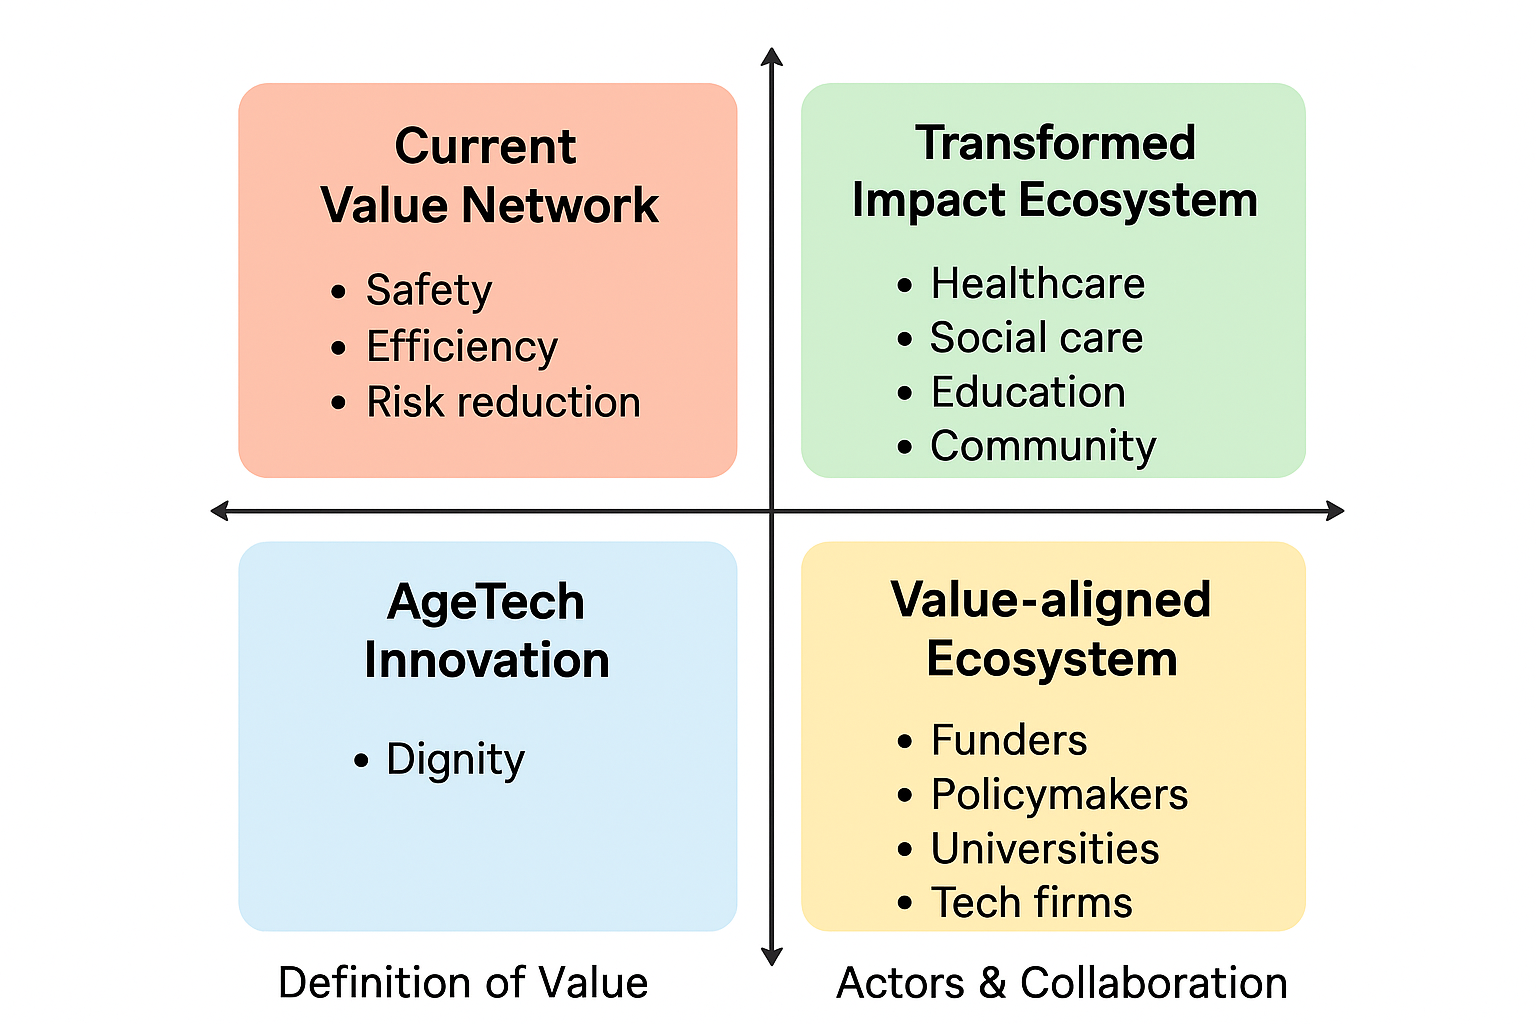 Current
Value Network
• Safety
• Efficiency
• Risk reduction
Transformed
Impact Ecosystem
• Healthcare
• Social care
• Education
• Community
AgeTech
Innovation
• Dignity
Value-aligned
Ecosystem
• Funders
• Policymakers
• Universities
• Tech firms
Definition of Value
Actors & Collaboration